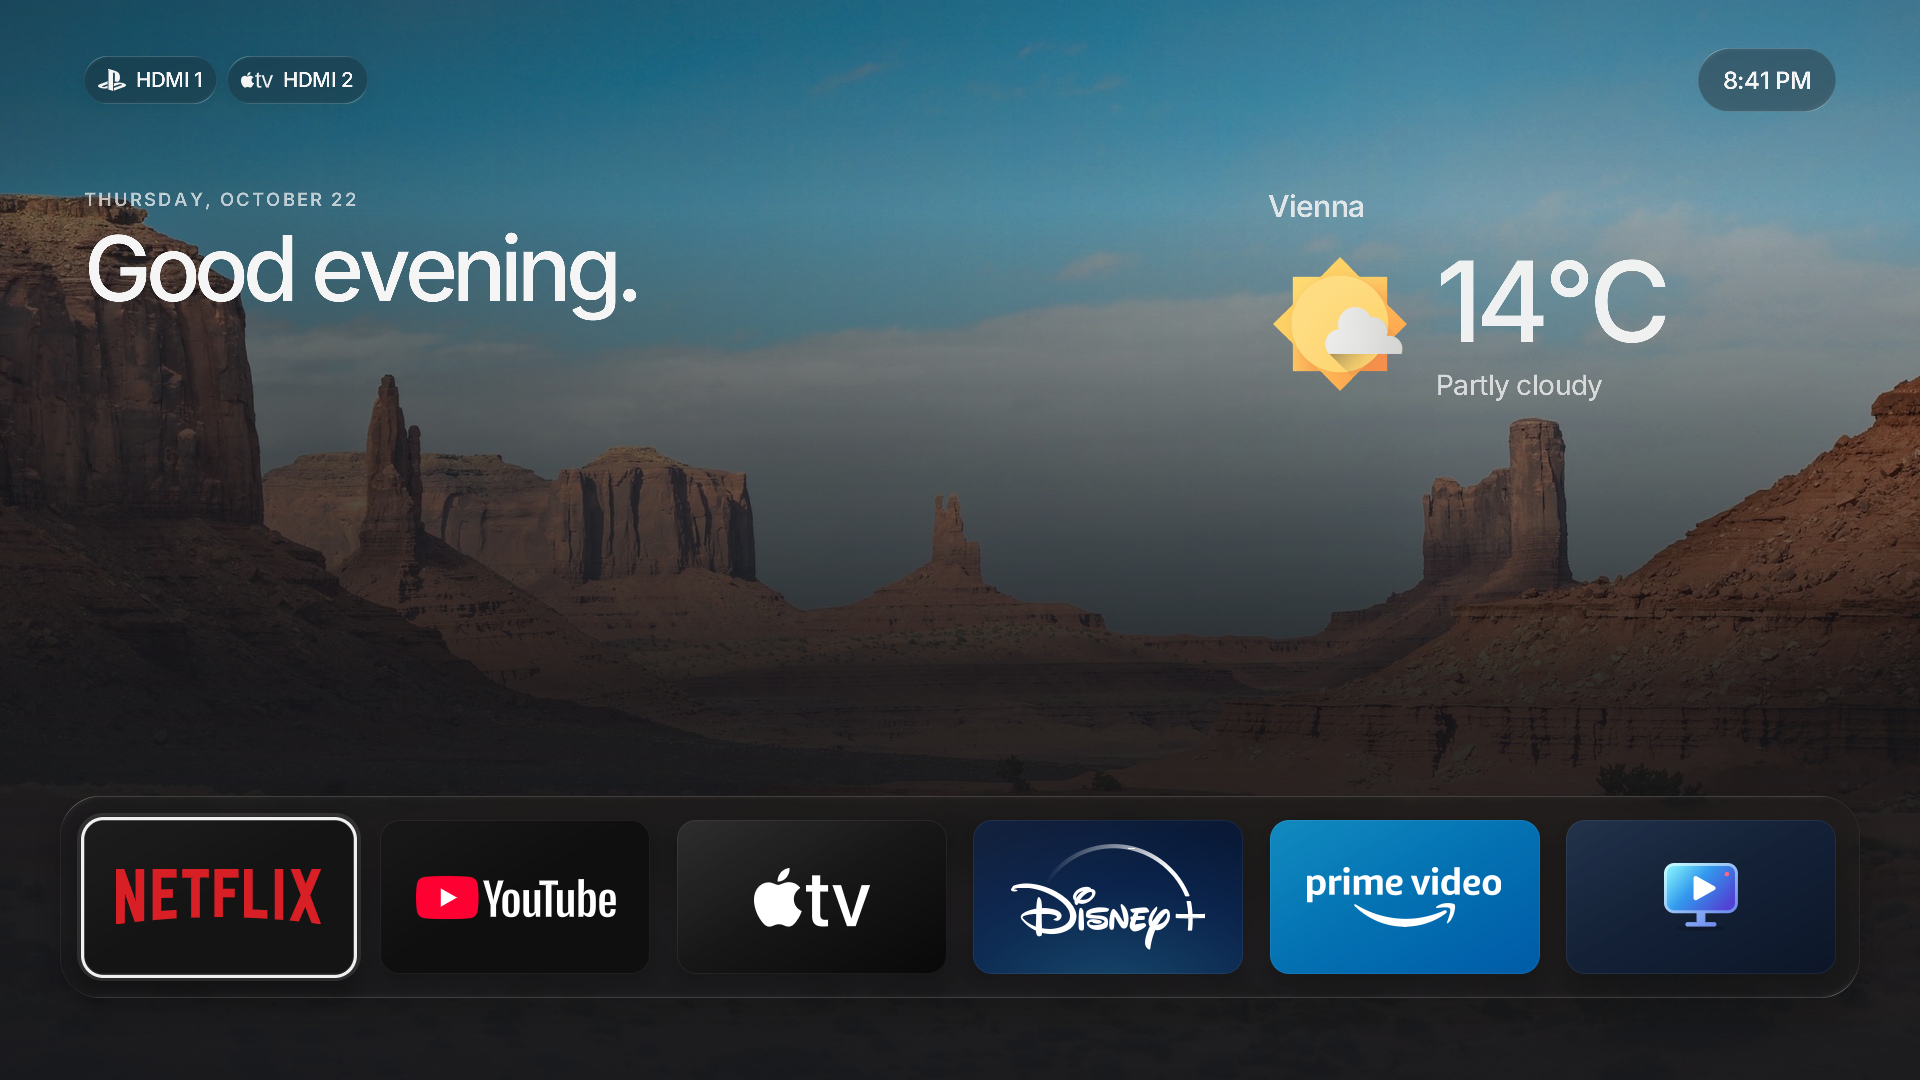 HDMI 1
tv HDMI 2
8:41 PM
THURSDAY, OCTOBER 22
Good evening.
Vienna
14°C
Partly cloudy
NETFLIX
YouTube
tv
Disney+
prime video